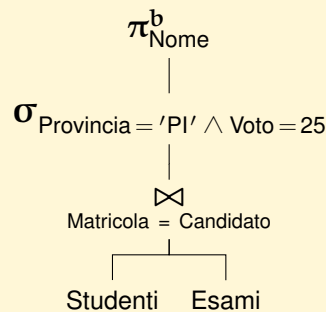 π^b_Nome
σ_Provincia = 'PI' ∧ Voto = 25
⋈
Matricola = Candidato
Studenti Esami